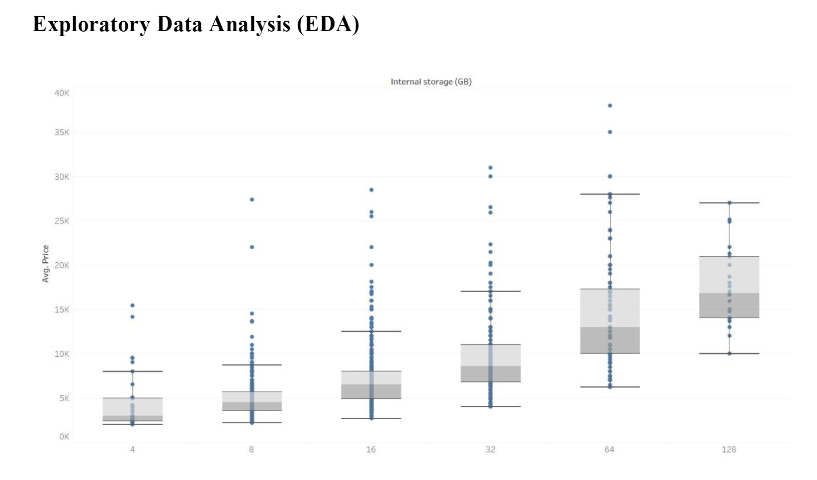 Exploratory Data Analysis (EDA)
Internal storage (GB)
40K
35K
30K
25K
20K
15K
10K
5K
0K
Avg. Price
4 8 16 32 64 128